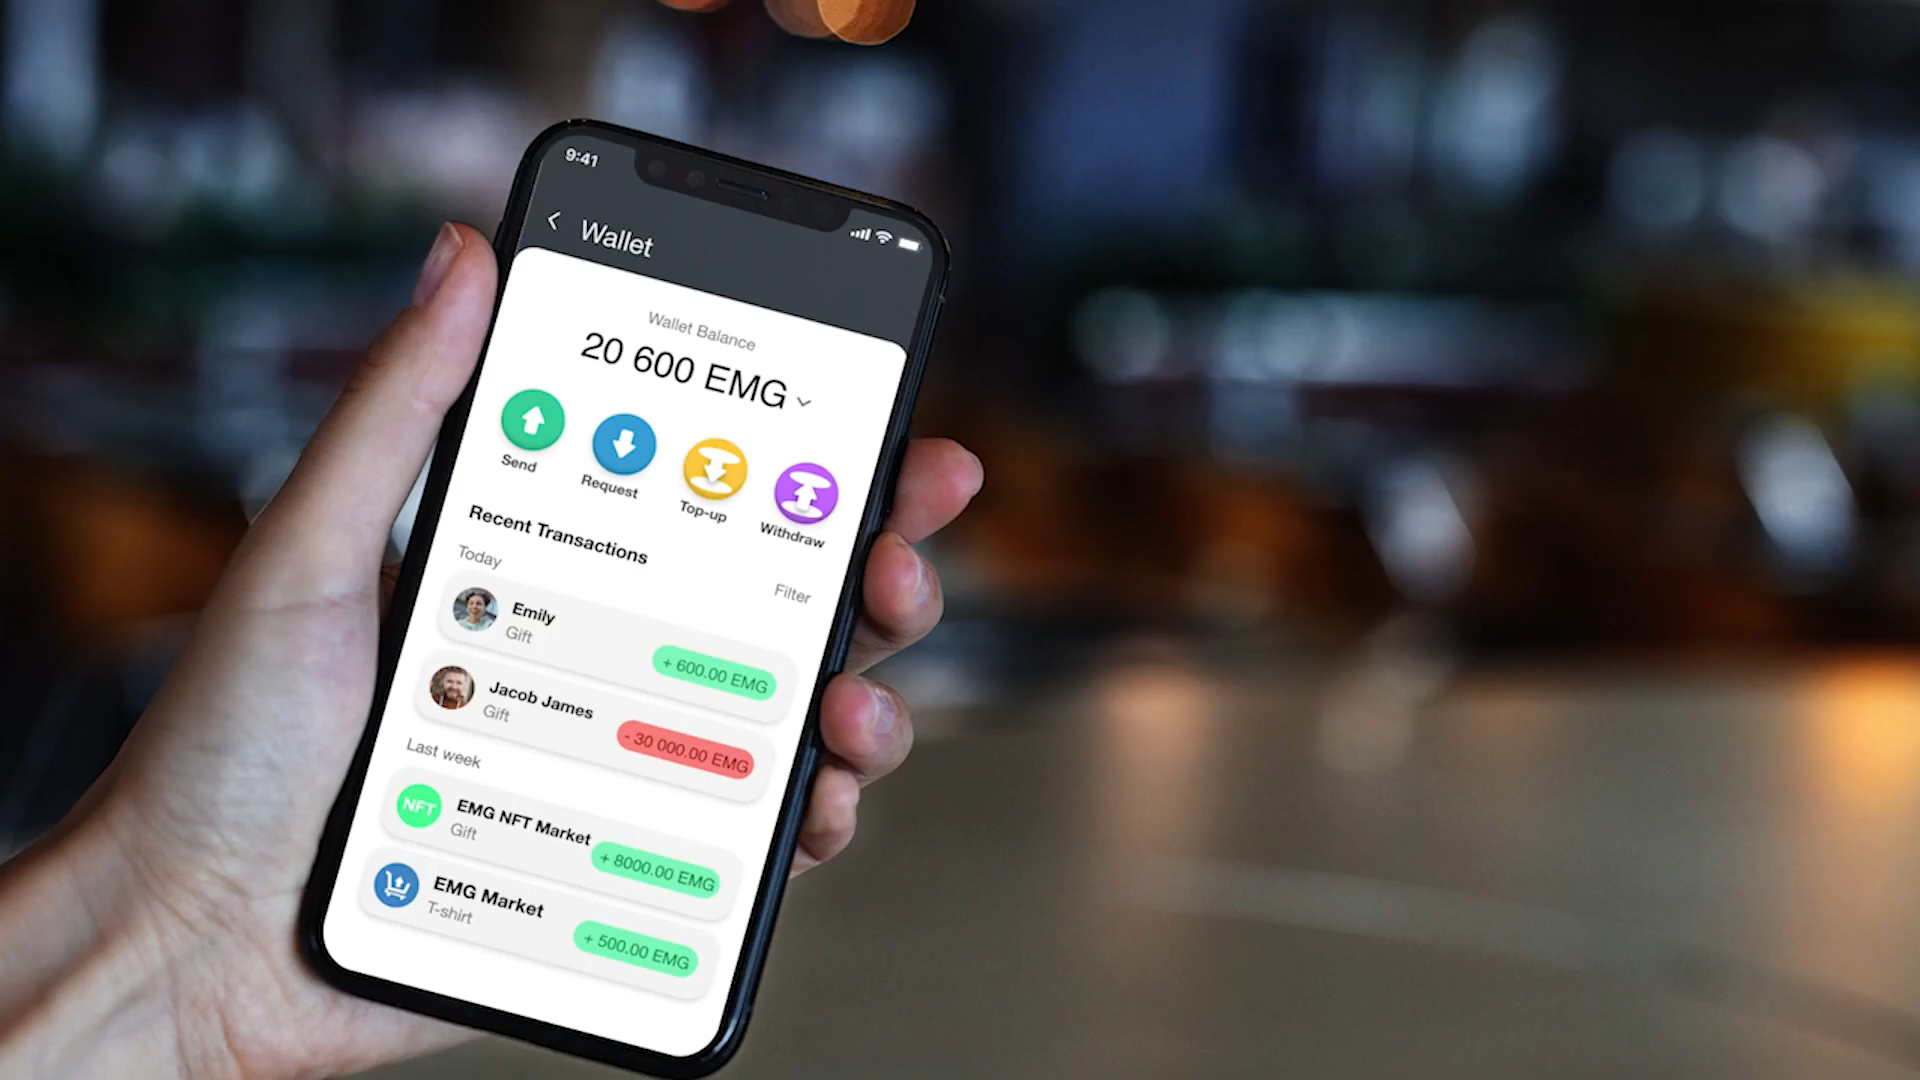 9:41
Wallet
Wallet Balance
20 600 EMG
Send
Request
Top-up
Withdraw
Recent Transactions
Today
Filter
Emily
Gift
+ 600.00 EMG
Jacob James
Gift
- 30 000.00 EMG
Last week
NFT
EMG NFT Market
Gift
+ 8000.00 EMG
EMG Market
T-shirt
+ 500.00 EMG